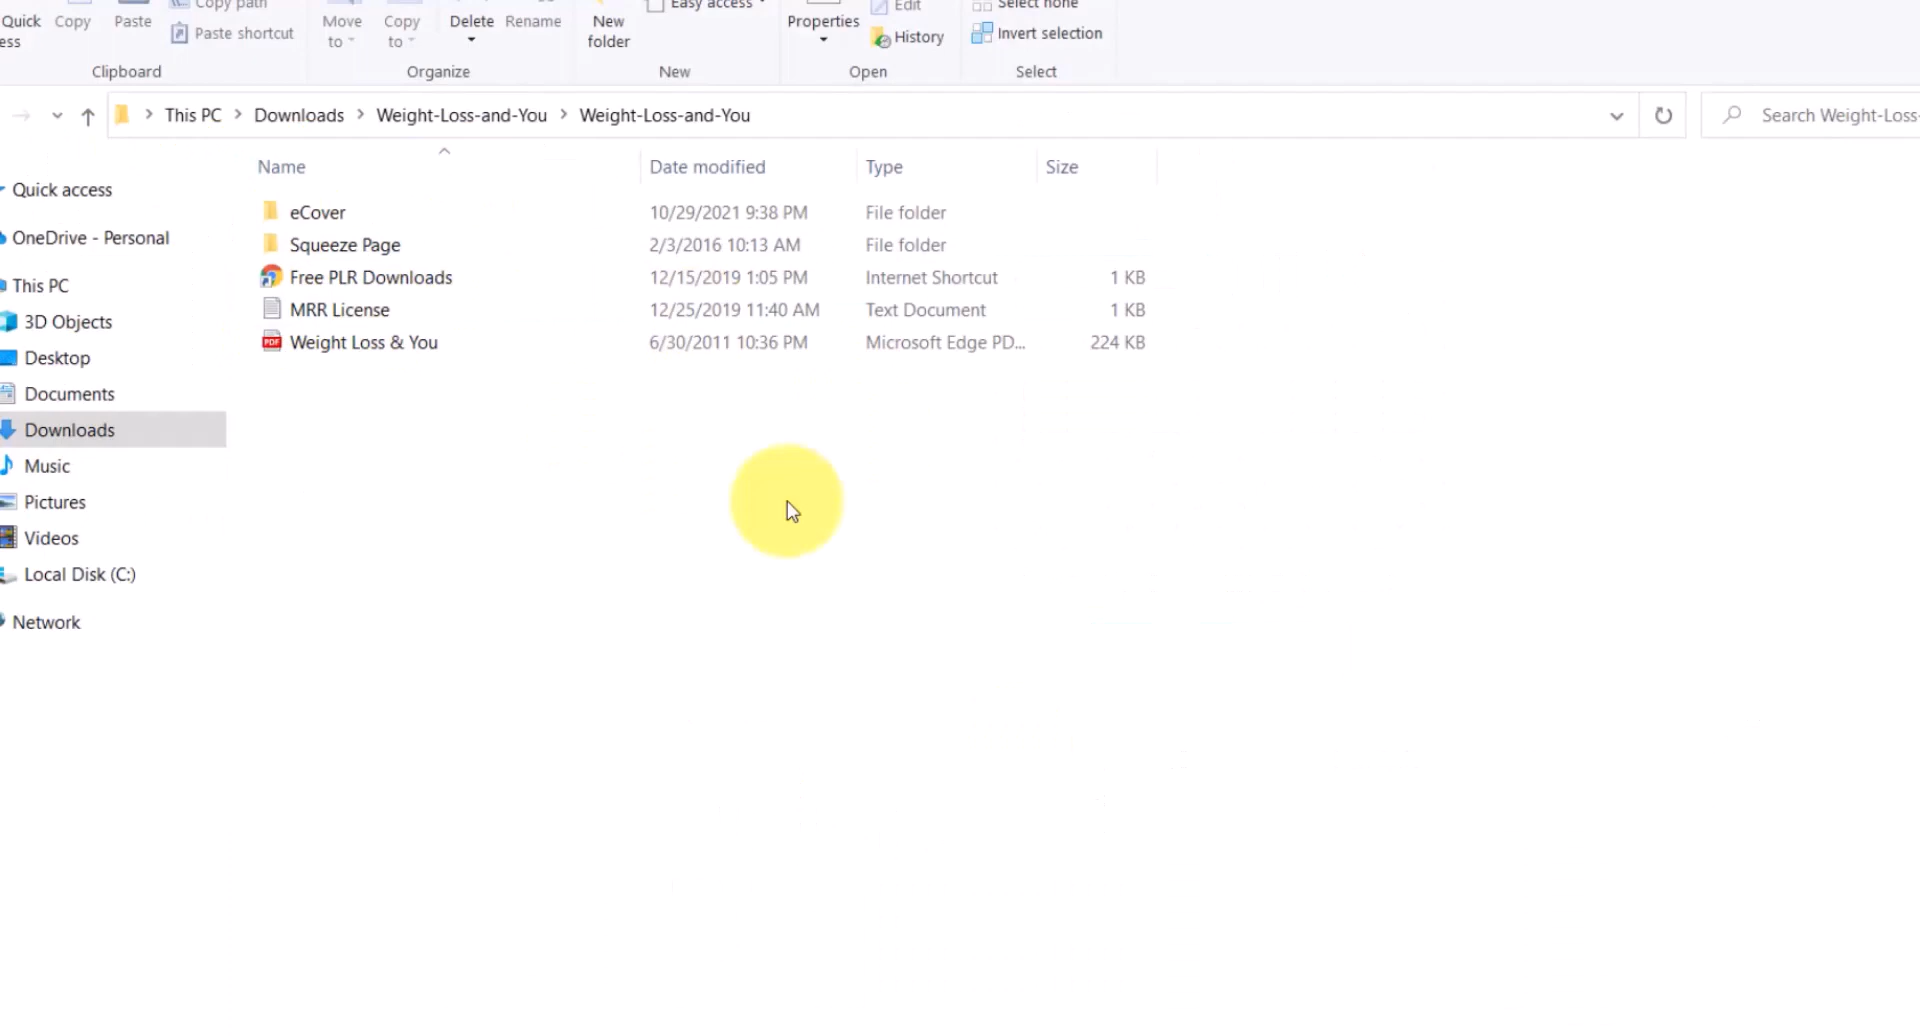 Copy path Easy access Edit Select none
Quick Copy Paste Paste shortcut Move Copy Delete Rename New Properties History Invert selection
ess to to folder
Clipboard Organize New Open Select
This PC > Downloads > Weight-Loss-and-You > Weight-Loss-and-You Search Weight-Loss-
Name Date modified Type Size
Quick access
OneDrive - Personal
This PC
3D Objects
Desktop
Documents
Downloads
Music
Pictures
Videos
Local Disk (C:)
Network
eCover 10/29/2021 9:38 PM File folder
Squeeze Page 2/3/2016 10:13 AM File folder
Free PLR Downloads 12/15/2019 1:05 PM Internet Shortcut 1 KB
MRR License 12/25/2019 11:40 AM Text Document 1 KB
PDF Weight Loss & You 6/30/2011 10:36 PM Microsoft Edge PD... 224 KB